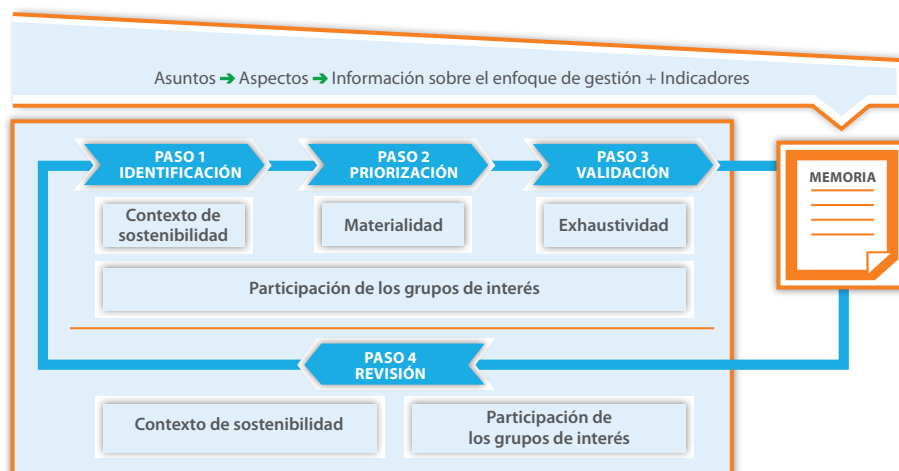 Asuntos ➔ Aspectos ➔ Información sobre el enfoque de gestión + Indicadores
PASO 1
IDENTIFICACIÓN
PASO 2
PRIORIZACIÓN
PASO 3
VALIDACIÓN
MEMORIA
Contexto de
sostenibilidad
Materialidad
Exhaustividad
Participación de los grupos de interés
PASO 4
REVISIÓN
Contexto de sostenibilidad
Participación de
los grupos de interés